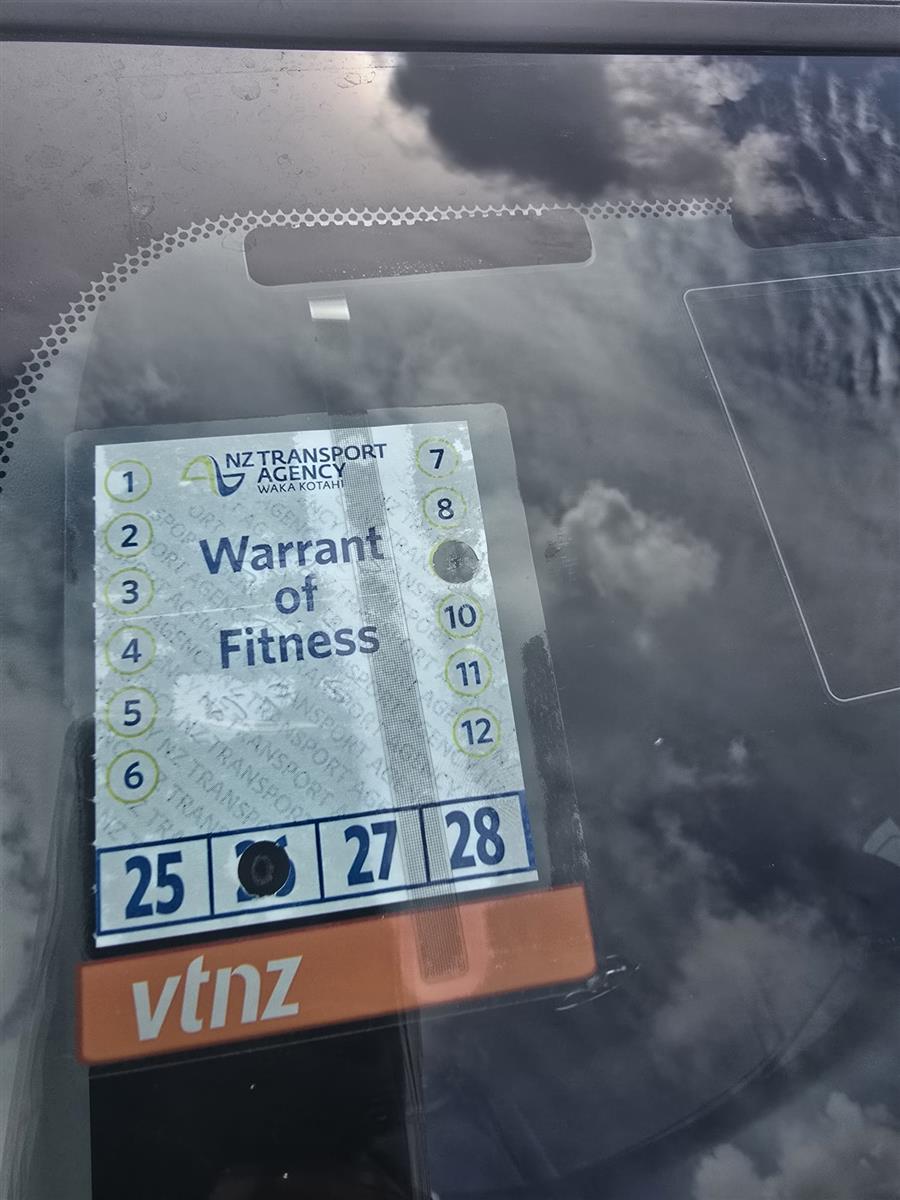 NZ TRANSPORT
AGENCY
WAKA KOTAHI
Warrant
of
Fitness
1
2
3
4
5
6
7
8
10
11
12
25
27
28
vtnz